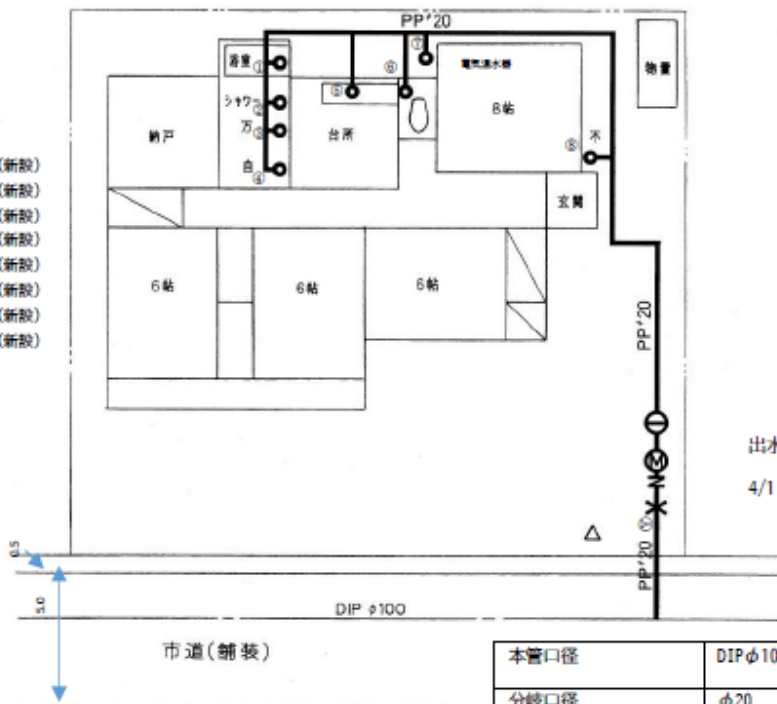 PP'20
⑦
浴室①
⑥
電気温水器
物置
⑤
シャワー
②
8帖
万
③
台所
納戸
⑧
不
自
④
(新設)
(新設)
(新設)
(新設)
(新設)
(新設)
(新設)
(新設)
玄関
6帖
6帖
6帖
PP'20
M
出水
4/1
PP'20
0.5
5.0
DIP φ100
市道(舗装)
本管口径 DIPφ10
分岐口径 φ20